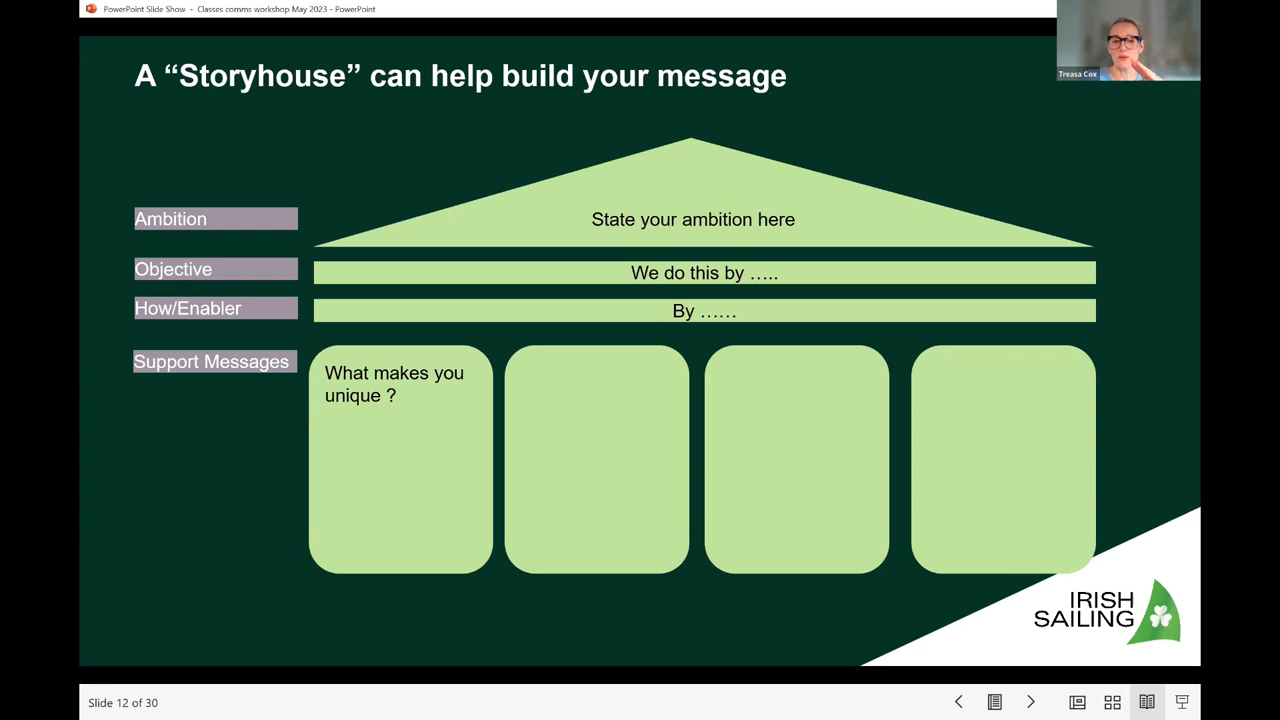 PowerPoint Slide Show - Classes comms workshop May 2023 - PowerPoint
Treasa Cox
A “Storyhouse” can help build your message
Ambition
State your ambition here
Objective
We do this by …..
How/Enabler
By ……
Support Messages
What makes you
unique ?
IRISH
SAILING
Slide 12 of 30